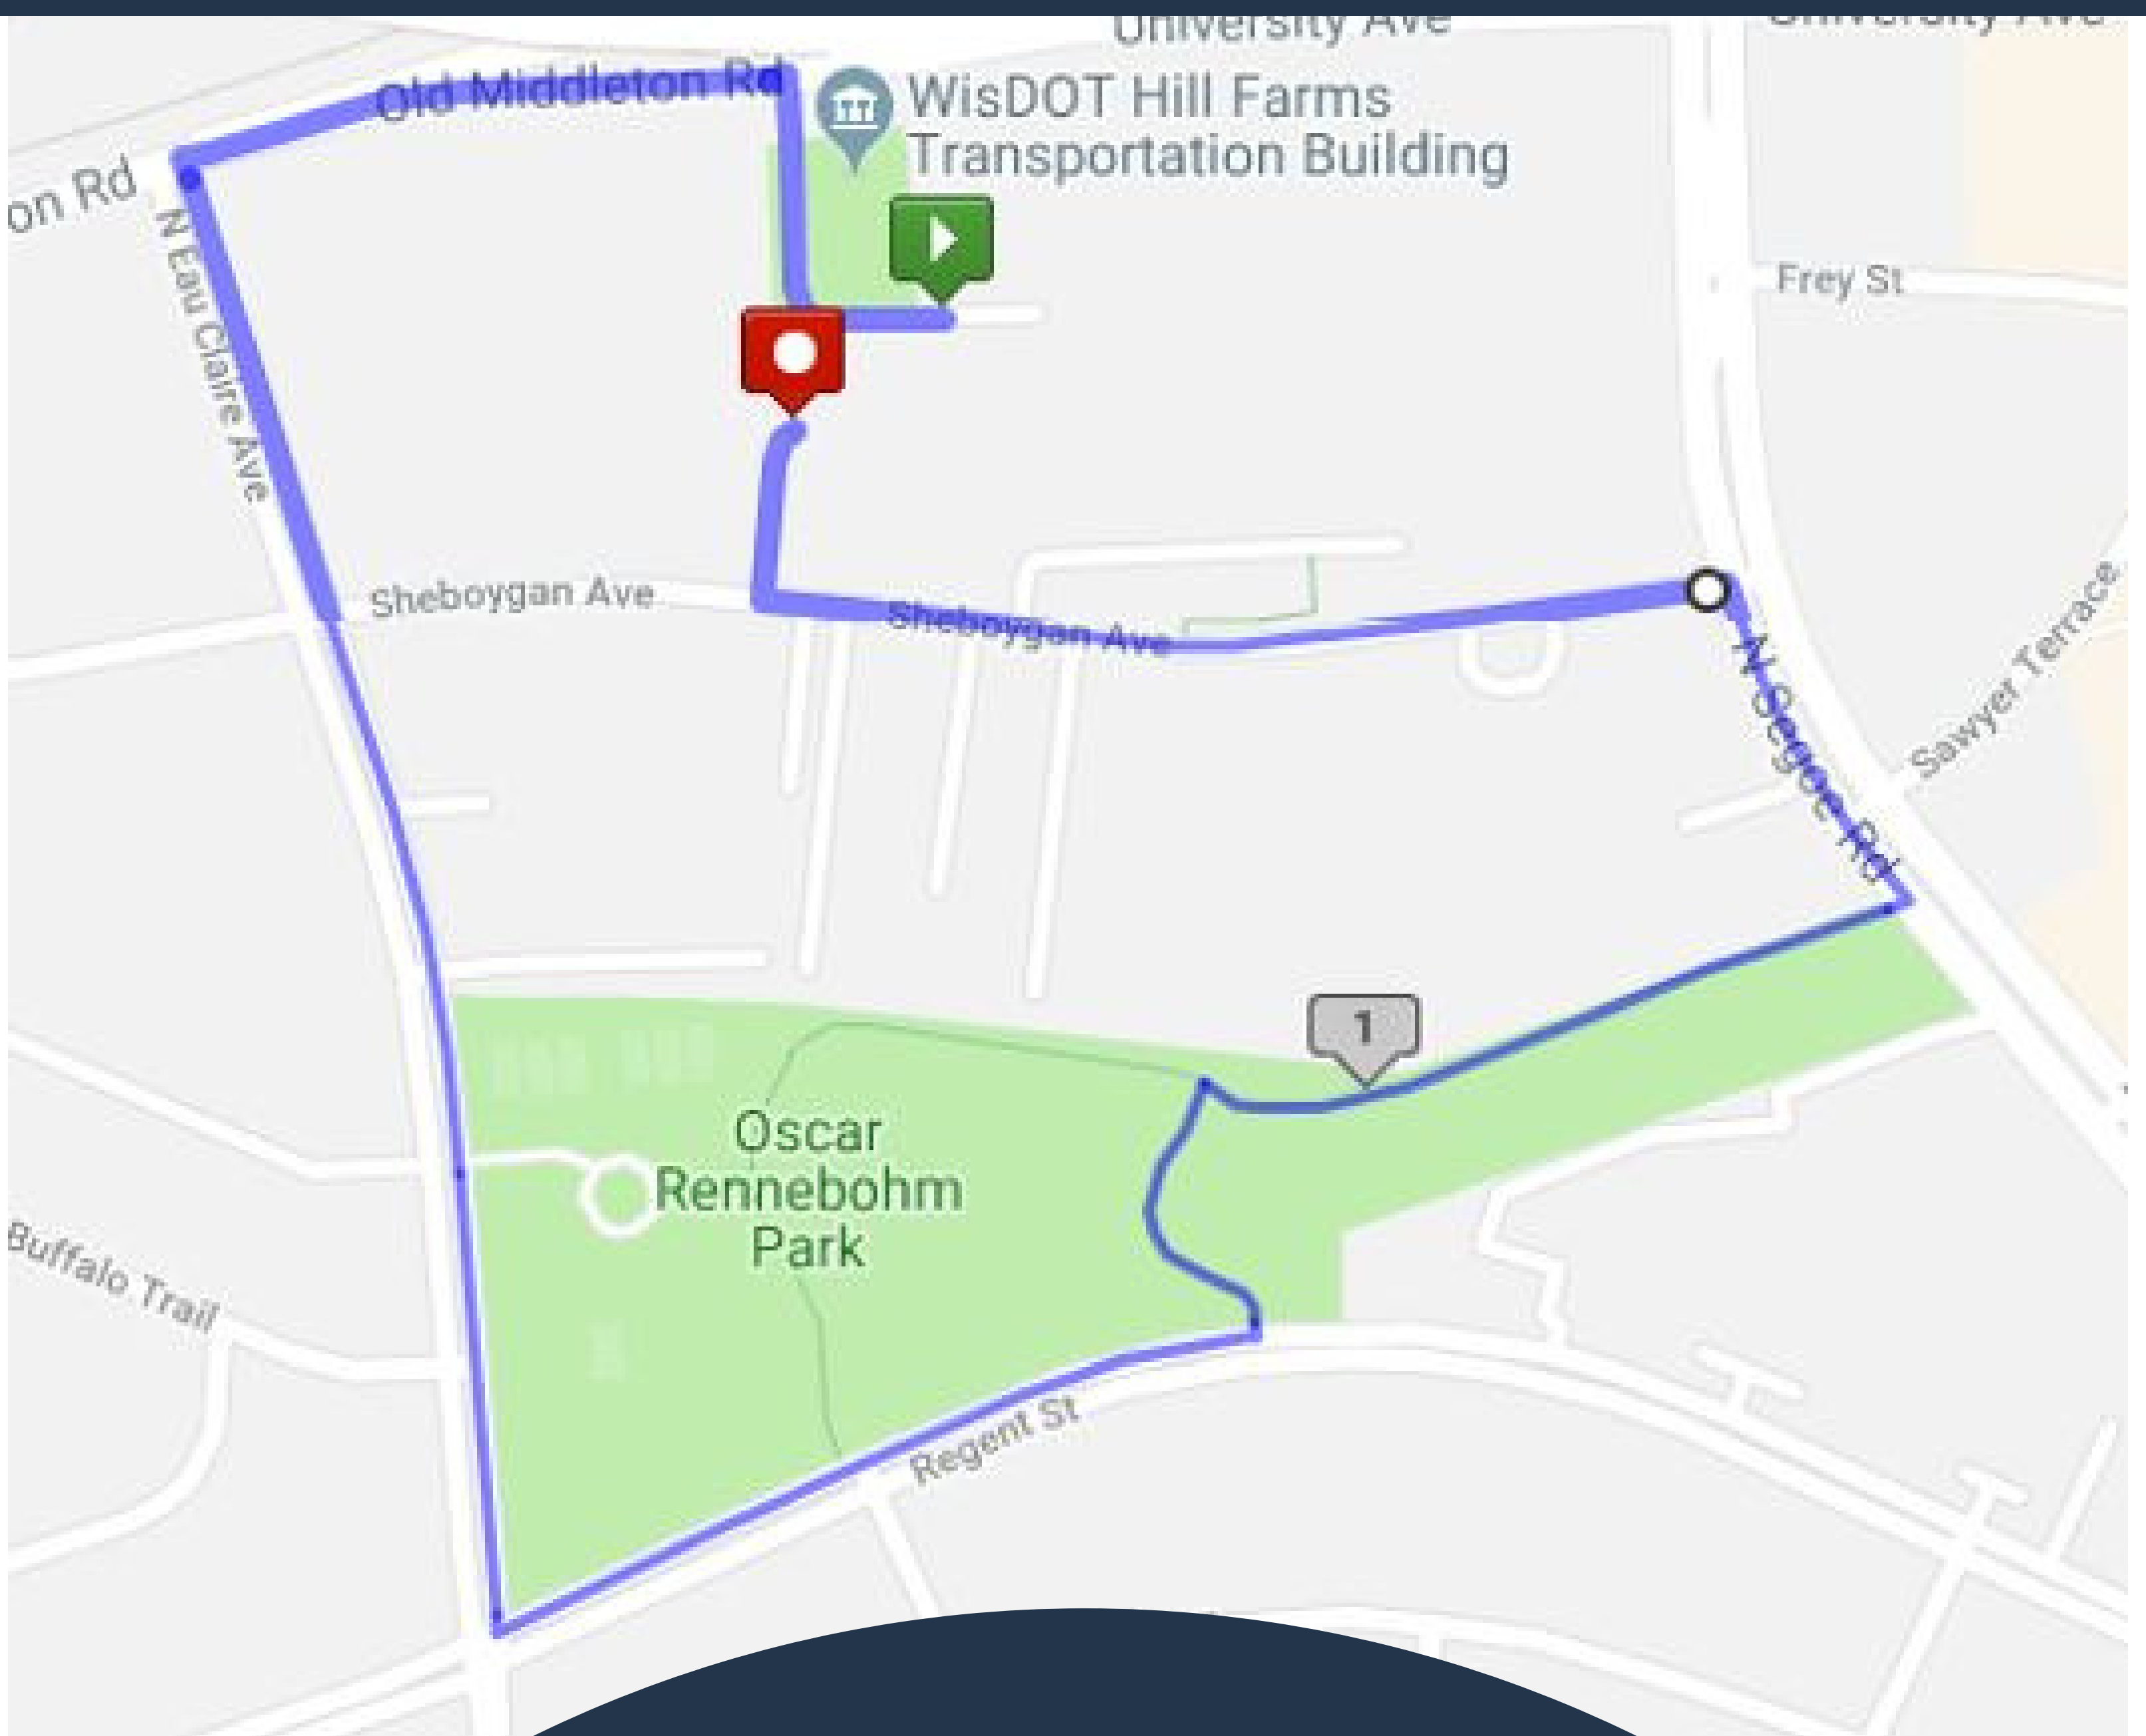 University Ave
University Ave
Old Middleton Rd
WisDOT Hill Farms
Transportation Building
on Rd
N Eau Claire Ave
Frey St
Sheboygan Ave
Sheboygan Ave
N Segoe Rd
Sawyer Terrace
1
Oscar
Rennebohm
Park
Buffalo Trail
Regent St